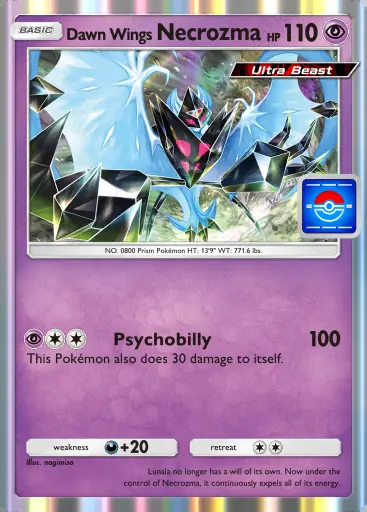 BASIC Dawn Wings Necrozma HP 110
Ultra Beast
NO. 0800 Prism Pokémon HT: 13'9" WT: 771.6 lbs.
Psychobilly 100
This Pokémon also does 30 damage to itself.
weakness +20 retreat
Illus. nagimiso
Lunala no longer has a will of its own. Now under the
control of Necrozma, it continuously expels all of its energy.